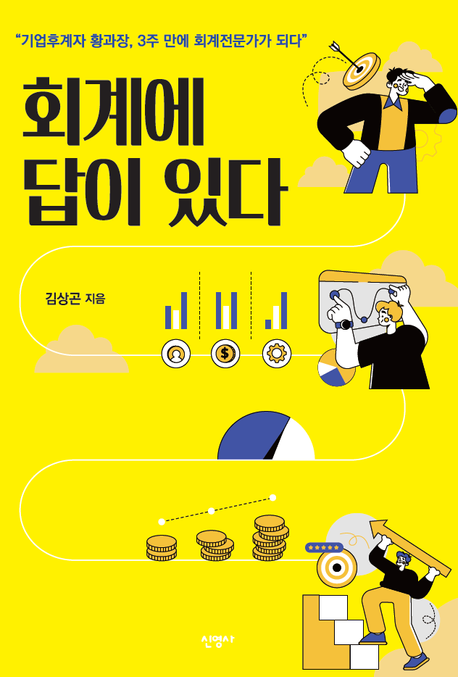 “기업후계자 황과장, 3주 만에 회계전문가가 되다”
회계에
답이 있다
김상곤 지음
$
신영사